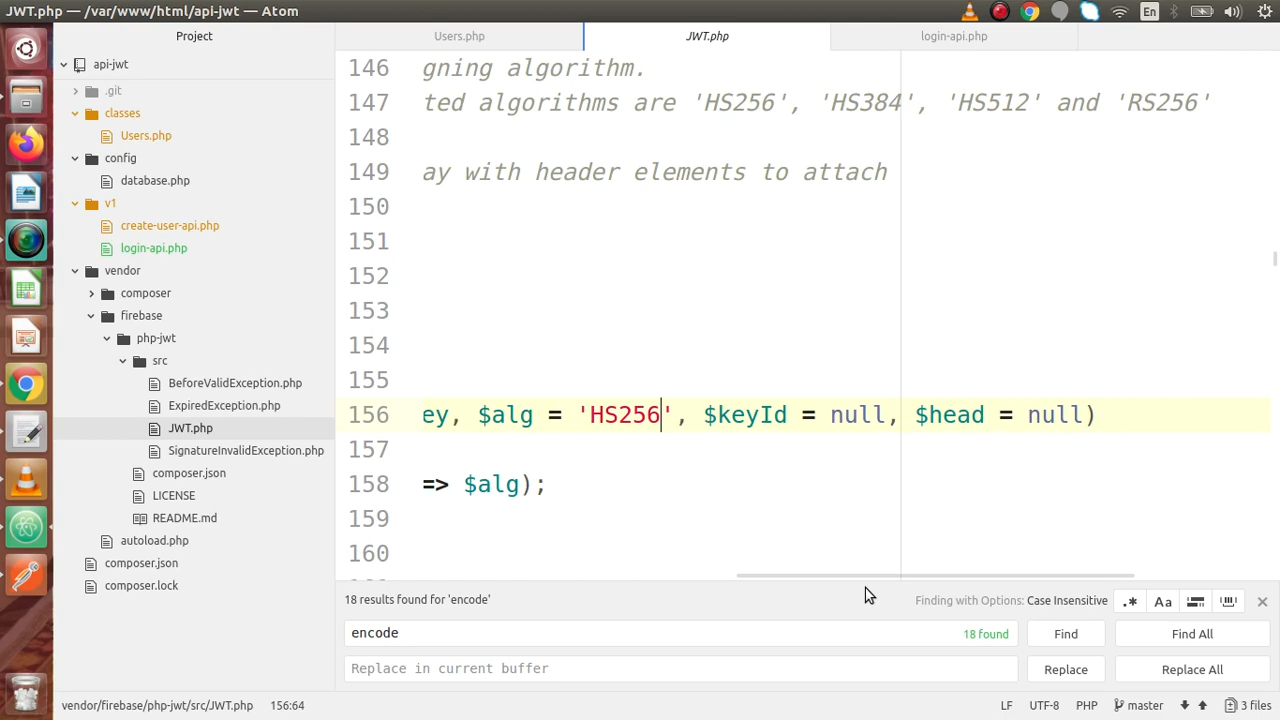 JWT.php — /var/www/html/api-jwt — Atom
En
Project
Users.php
JWT.php
login-api.php
api-jwt
.git
classes
Users.php
config
database.php
v1
create-user-api.php
login-api.php
vendor
composer
firebase
php-jwt
src
BeforeValidException.php
ExpiredException.php
JWT.php
SignatureInvalidException.php
composer.json
LICENSE
README.md
autoload.php
composer.json
composer.lock
146 gning algorithm.
147 ted algorithms are 'HS256', 'HS384', 'HS512' and 'RS256'
148
149 ay with header elements to attach
150
151
152
153
154
155
156 ey, $alg = 'HS256', $keyId = null, $head = null)
157
158 => $alg);
159
160
18 results found for 'encode'
Finding with Options: Case Insensitive
.* Aa
encode
18 found
Find
Find All
Replace in current buffer
Replace
Replace All
vendor/firebase/php-jwt/src/JWT.php 156:64
LF UTF-8 PHP master 3 files